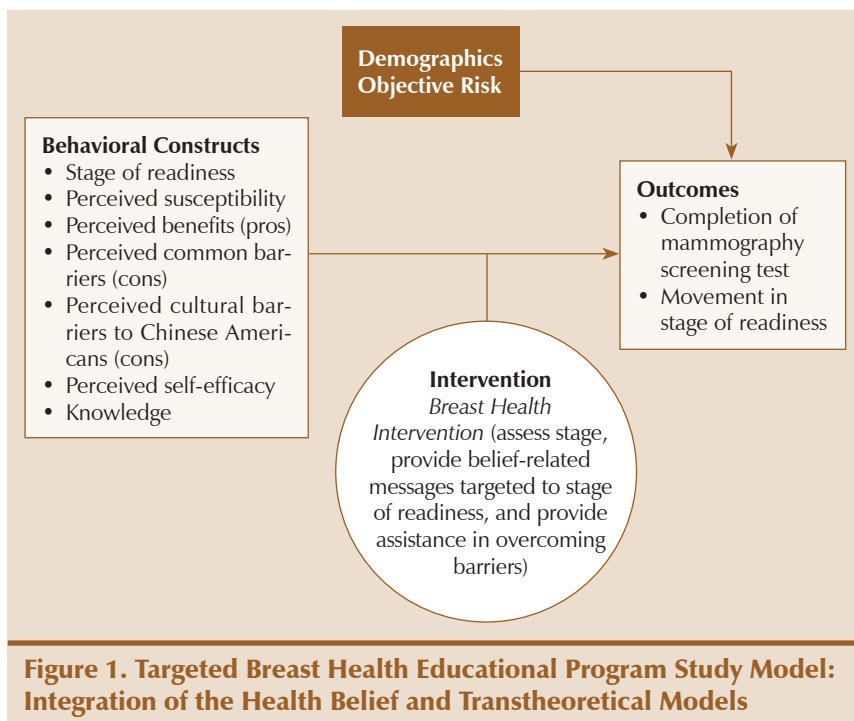 Demographics
Objective Risk
Behavioral Constructs
• Stage of readiness
• Perceived susceptibility
• Perceived benefits (pros)
• Perceived common bar-
riers (cons)
• Perceived cultural bar-
riers to Chinese Ameri-
cans (cons)
• Perceived self-efficacy
• Knowledge
Outcomes
• Completion of
mammography
screening test
• Movement in
stage of readiness
Intervention
Breast Health
Intervention (assess stage,
provide belief-related
messages targeted to stage
of readiness, and provide
assistance in overcoming
barriers)
Figure 1. Targeted Breast Health Educational Program Study Model:
Integration of the Health Belief and Transtheoretical Models